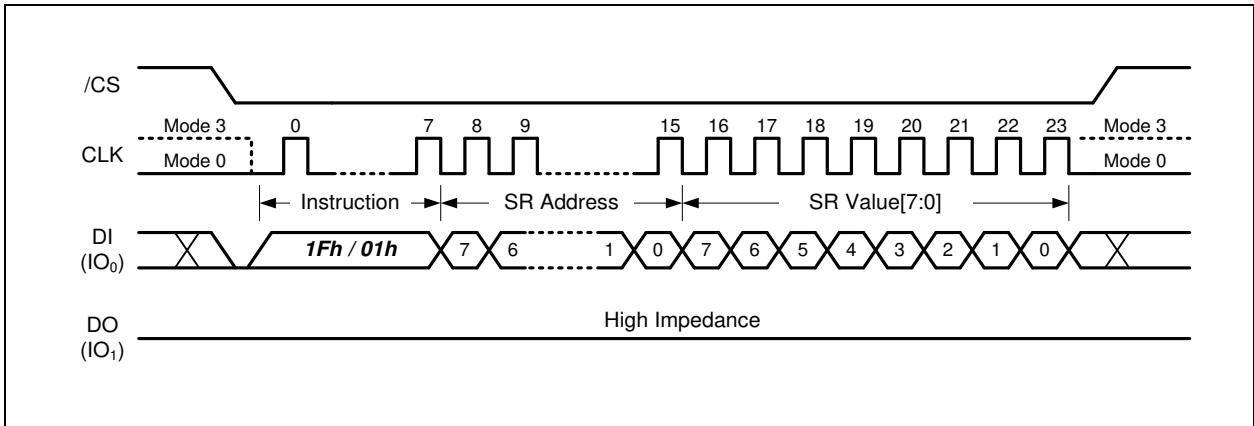 /CS
Mode 3 0 7 8 9 15 16 17 18 19 20 21 22 23 Mode 3
CLK
Mode 0 Mode 0
Instruction SR Address SR Value[7:0]
DI
(IO₀)
1Fh / 01h 7 6 1 0 7 6 5 4 3 2 1 0
High Impedance
DO
(IO₁)